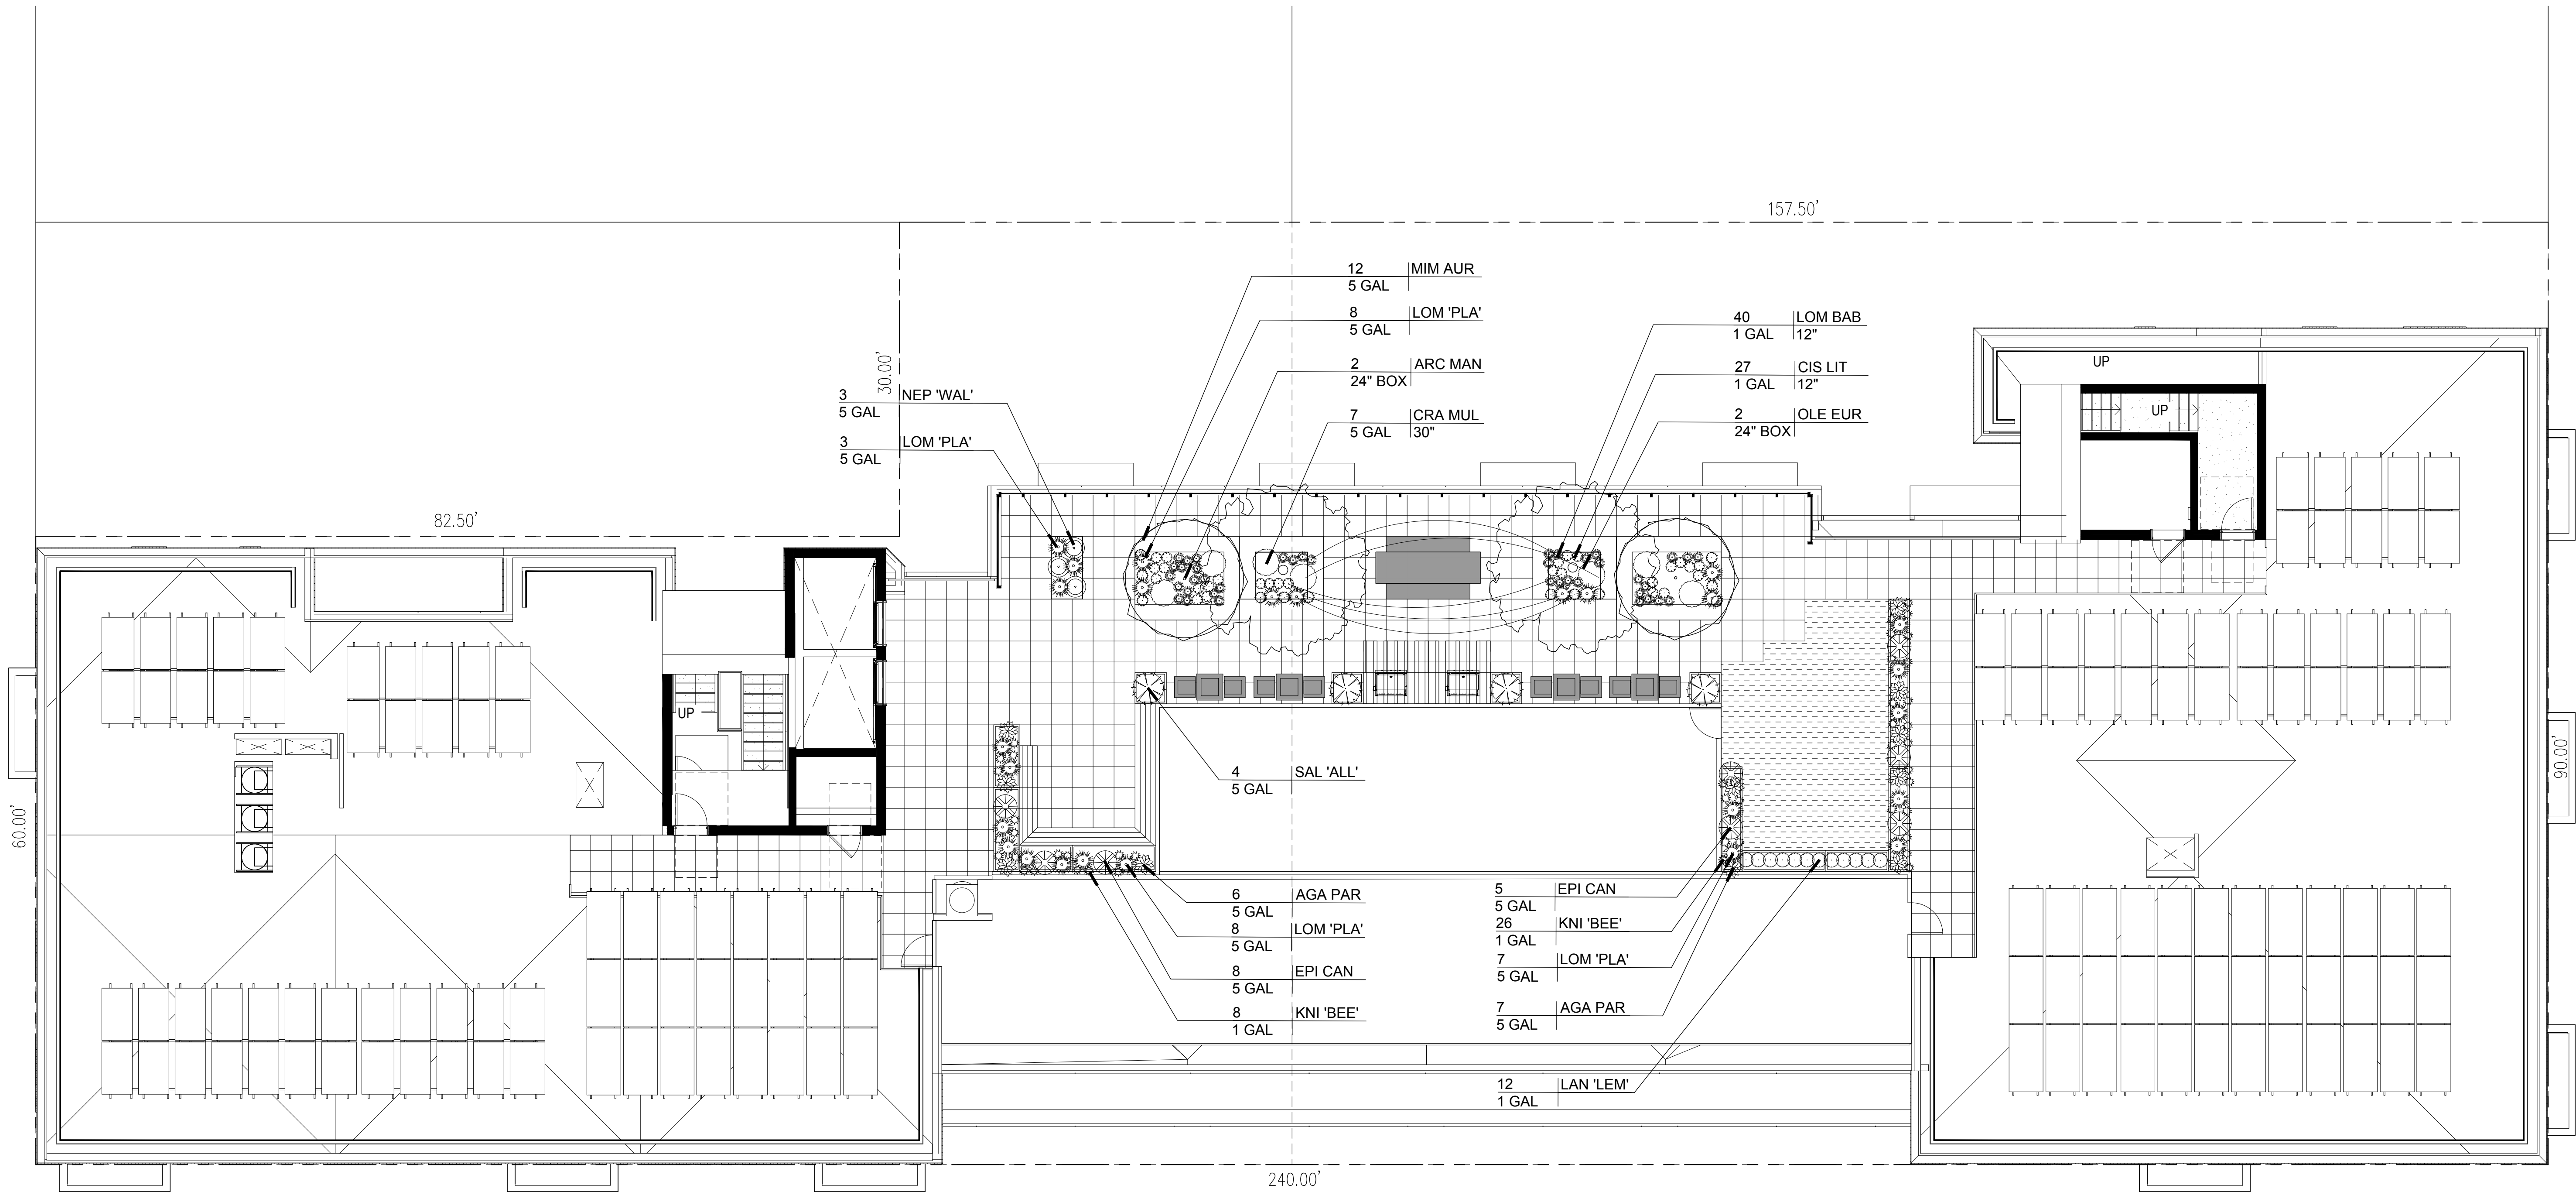 157.50'
12 MIM AUR
5 GAL
8 LOM 'PLA'
5 GAL
2 ARC MAN
24" BOX
7 CRA MUL
5 GAL 30"
40 LOM BAB
1 GAL 12"
27 CIS LIT
1 GAL 12"
2 OLE EUR
24" BOX
30.00'
3 NEP 'WAL'
5 GAL
3 LOM 'PLA'
5 GAL
82.50'
UP
UP
UP
60.00'
90.00'
4 SAL 'ALL'
5 GAL
6 AGA PAR
5 GAL
8 LOM 'PLA'
5 GAL
8 EPI CAN
5 GAL
8 KNI 'BEE'
1 GAL
5 EPI CAN
5 GAL
26 KNI 'BEE'
1 GAL
7 LOM 'PLA'
5 GAL
7 AGA PAR
5 GAL
12 LAN 'LEM'
1 GAL
240.00'